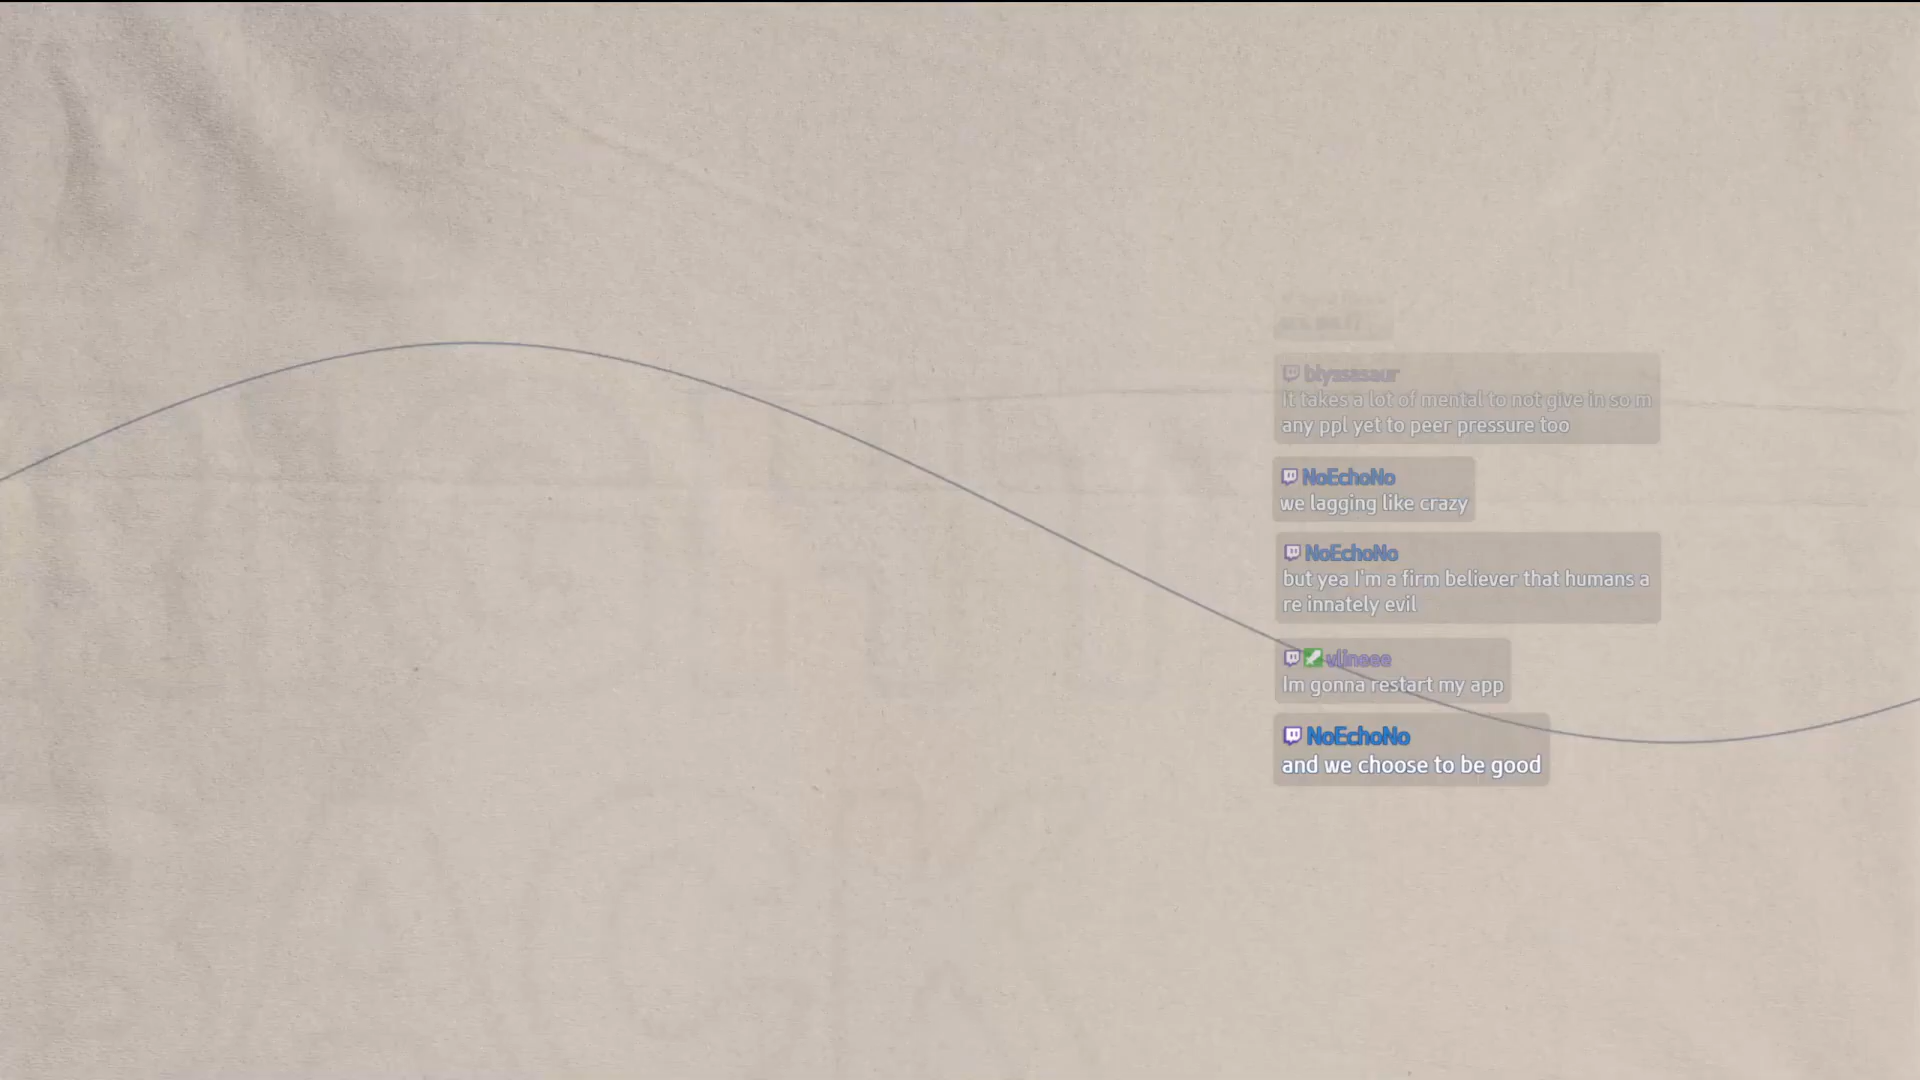 blyssasaur
It takes a lot of mental to not give in so m
any ppl yet to peer pressure too
NoEchoNo
we lagging like crazy
NoEchoNo
but yea I'm a firm believer that humans a
re innately evil
vlineee
Im gonna restart my app
NoEchoNo
and we choose to be good